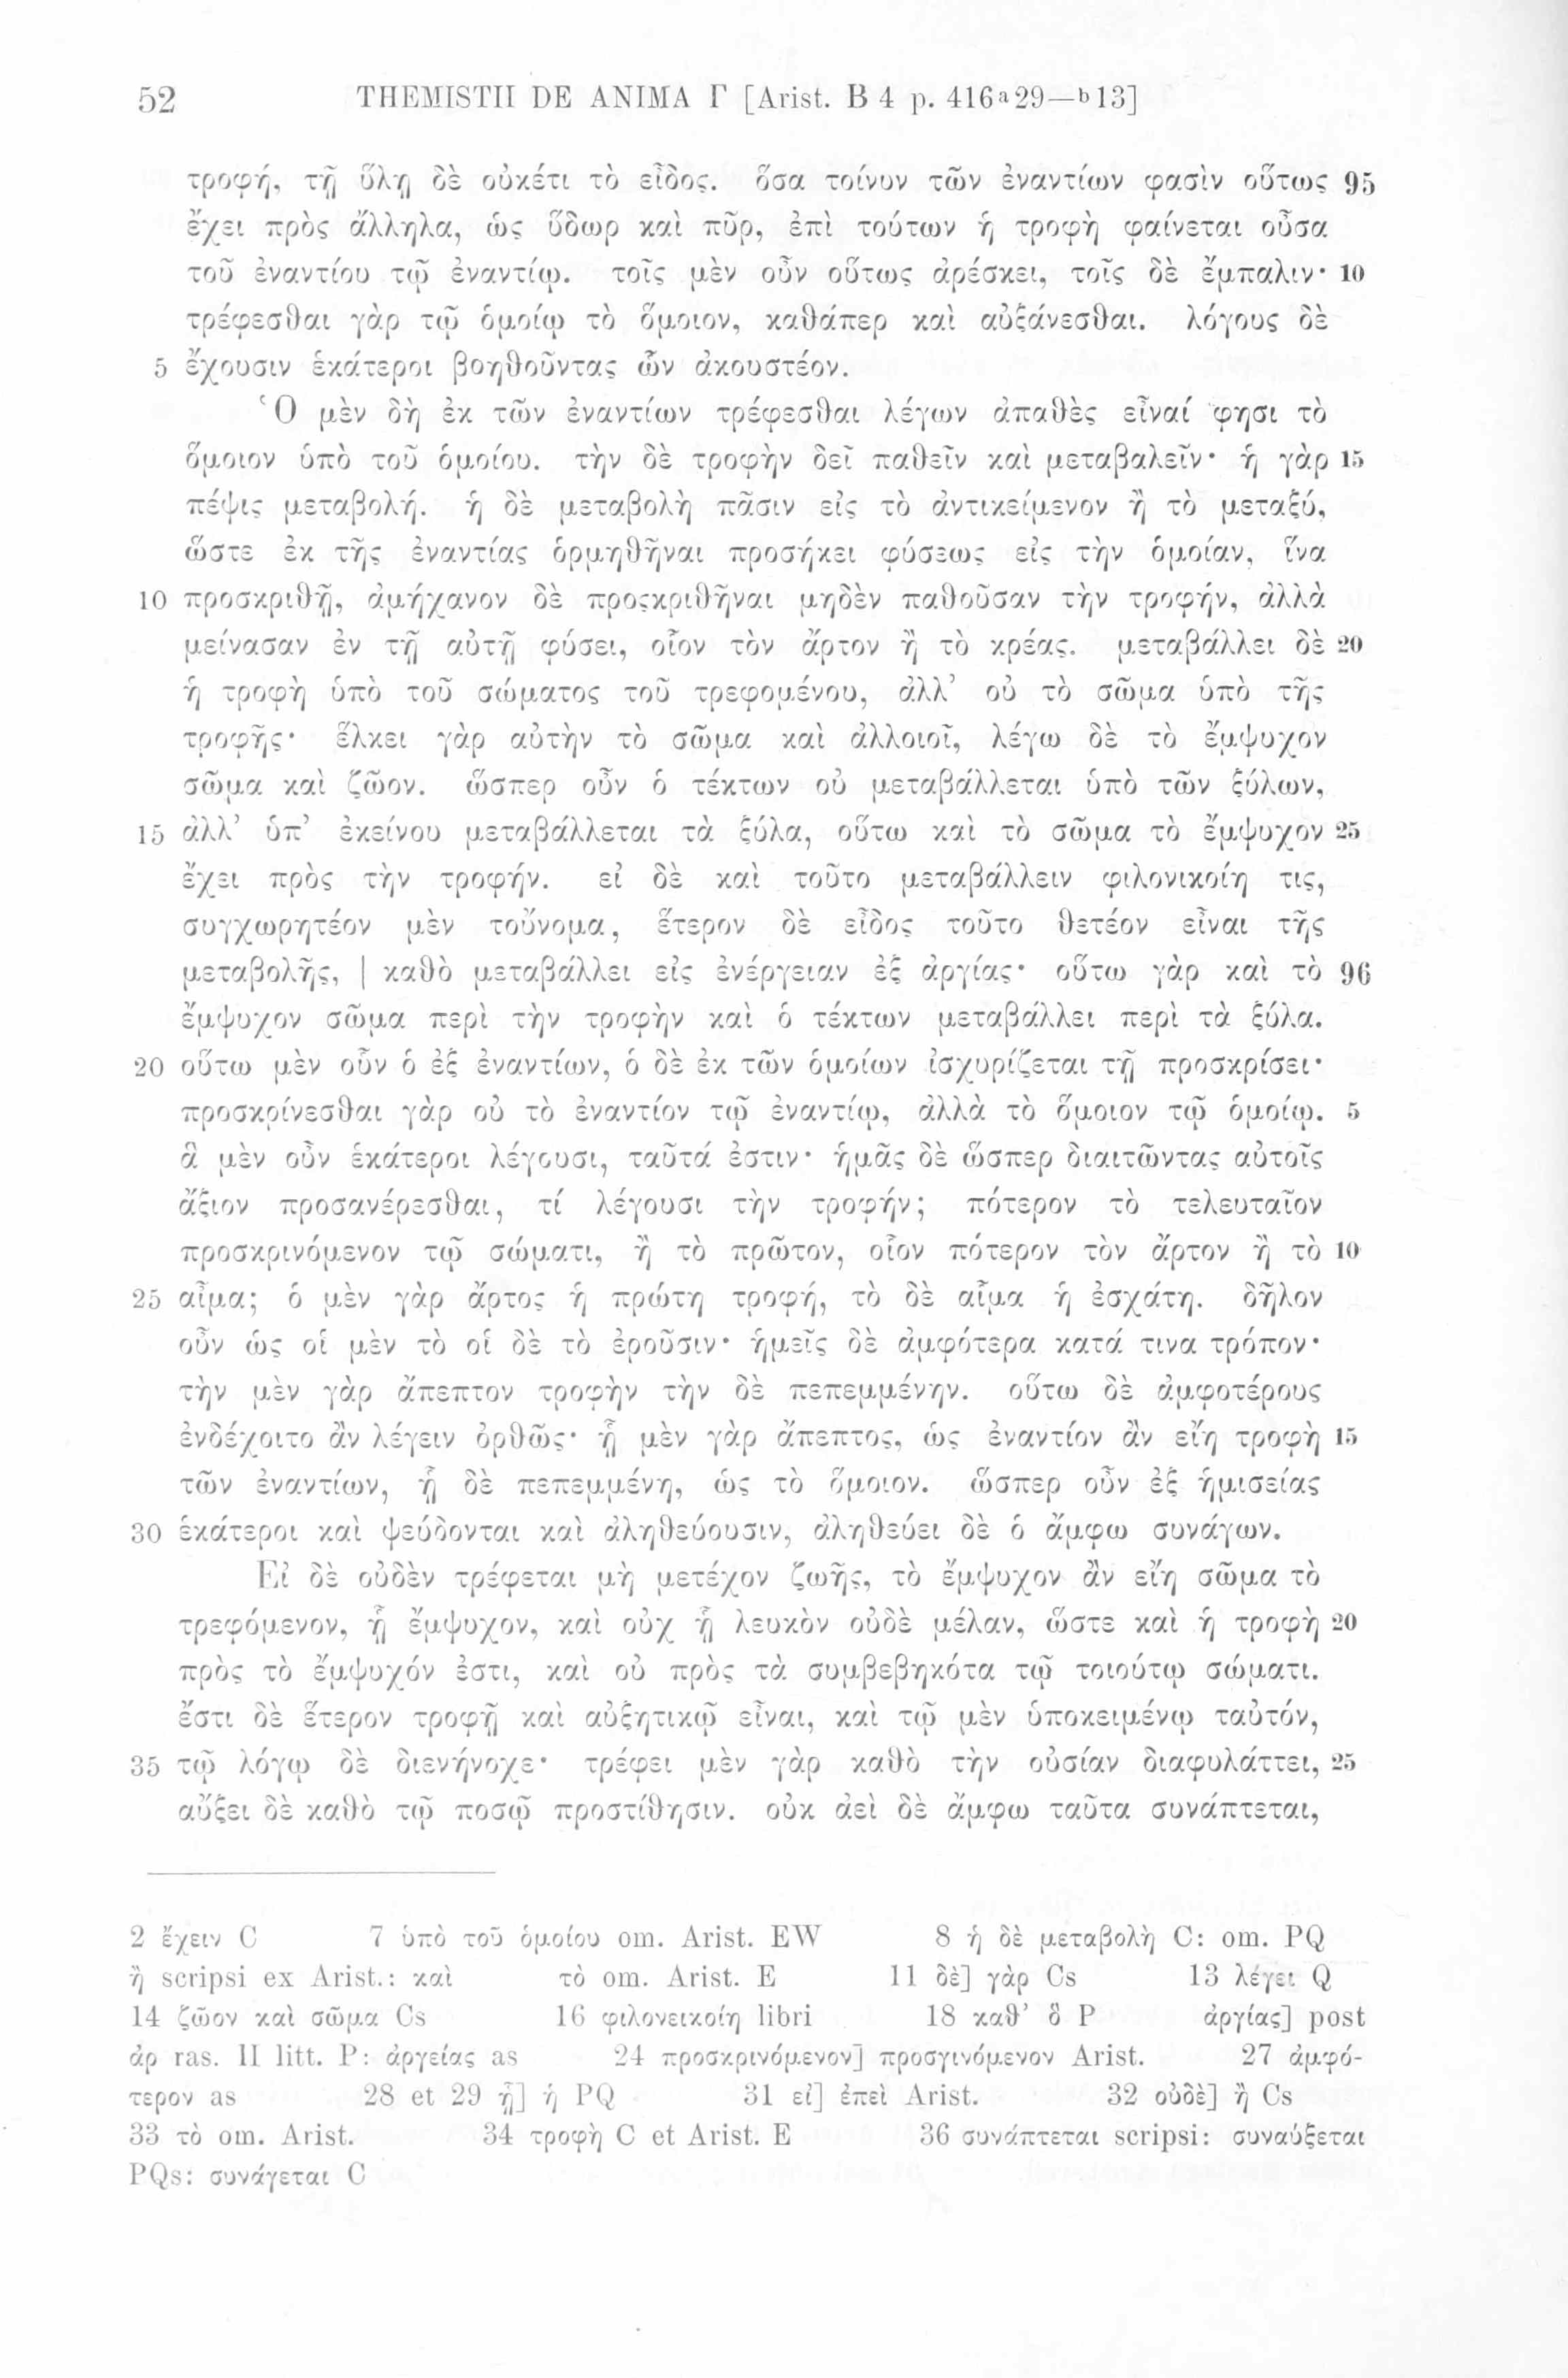 52 THEMISTII DE ANIMA Γ [Arist. B 4 p. 416a29—b13]
τροφή, τῇ ὕλῃ δὲ οὐκέτι τὸ εἶδος. ὅσα τοίνυν τῶν ἐναντίων φασὶν οὕτως 95
ἔχει πρὸς ἄλληλα, ὡς ὕδωρ καὶ πῦρ, ἐπὶ τούτων ἡ τροφὴ φαίνεται οὖσα
τοῦ ἐναντίου τῷ ἐναντίῳ. τοῖς μὲν οὖν οὕτως ἀρέσκει, τοῖς δὲ ἔμπαλιν· 10
τρέφεσθαι γὰρ τῷ ὁμοίῳ τὸ ὅμοιον, καθάπερ καὶ αὐξάνεσθαι. λόγους δὲ
5 ἔχουσιν ἑκάτεροι βοηθοῦντας ὧν ἀκουστέον.
Ὁ μὲν δὴ ἐκ τῶν ἐναντίων τρέφεσθαι λέγων ἀπαθὲς εἶναί φησι τὸ
ὅμοιον ὑπὸ τοῦ ὁμοίου. τὴν δὲ τροφὴν δεῖ παθεῖν καὶ μεταβαλεῖν· ἡ γὰρ 15
πέψις μεταβολή. ἡ δὲ μεταβολὴ πᾶσιν εἰς τὸ ἀντικείμενον ἢ τὸ μεταξύ,
ὥστε ἐκ τῆς ἐναντίας ὁρμηθῆναι προσήκει φύσεως εἰς τὴν ὁμοίαν, ἵνα
10 προσκριθῇ, ἀμήχανον δὲ προςκριθῆναι μηδὲν παθοῦσαν τὴν τροφήν, ἀλλὰ
μείνασαν ἐν τῇ αὐτῇ φύσει, οἷον τὸν ἄρτον ἢ τὸ κρέας. μεταβάλλει δὲ 20
ἡ τροφὴ ὑπὸ τοῦ σώματος τοῦ τρεφομένου, ἀλλ’ οὐ τὸ σῶμα ὑπὸ τῆς
τροφῆς· ἕλκει γὰρ αὐτὴν τὸ σῶμα καὶ ἀλλοιοῖ, λέγω δὲ τὸ ἔμψυχον
σῶμα καὶ ζῶον. ὥσπερ οὖν ὁ τέκτων οὐ μεταβάλλεται ὑπὸ τῶν ξύλων,
15 ἀλλ’ ὑπ’ ἐκείνου μεταβάλλεται τὰ ξύλα, οὕτω καὶ τὸ σῶμα τὸ ἔμψυχον 25
ἔχει πρὸς τὴν τροφήν. εἰ δὲ καὶ τοῦτο μεταβάλλειν φιλονικοίη τις,
συγχωρητέον μὲν τοὔνομα, ἕτερον δὲ εἶδος τοῦτο θετέον εἶναι τῆς
μεταβολῆς, | καθὸ μεταβάλλει εἰς ἐνέργειαν ἐξ ἀργίας· οὕτω γὰρ καὶ τὸ 96
ἔμψυχον σῶμα περὶ τὴν τροφὴν καὶ ὁ τέκτων μεταβάλλει περὶ τὰ ξύλα.
20 οὕτω μὲν οὖν ὁ ἐξ ἐναντίων, ὁ δὲ ἐκ τῶν ὁμοίων ἰσχυρίζεται τῇ προσκρίσει·
προσκρίνεσθαι γὰρ οὐ τὸ ἐναντίον τῷ ἐναντίῳ, ἀλλὰ τὸ ὅμοιον τῷ ὁμοίῳ. 5
ἃ μὲν οὖν ἑκάτεροι λέγουσι, ταῦτά ἐστιν· ἡμᾶς δὲ ὥσπερ διαιτῶντας αὐτοῖς
ἄξιον προσανέρεσθαι, τί λέγουσι τὴν τροφήν; πότερον τὸ τελευταῖον
προσκρινόμενον τῷ σώματι, ἢ τὸ πρῶτον, οἷον πότερον τὸν ἄρτον ἢ τὸ 10
25 αἷμα; ὁ μὲν γὰρ ἄρτος ἡ πρώτη τροφή, τὸ δὲ αἷμα ἡ ἐσχάτη. δῆλον
οὖν ὡς οἱ μὲν τὸ οἱ δὲ τὸ ἐροῦσιν· ἡμεῖς δὲ ἀμφότερα κατά τινα τρόπον·
τὴν μὲν γὰρ ἄπεπτον τροφὴν τὴν δὲ πεπεμμένην. οὕτω δὲ ἀμφοτέρους
ἐνδέχοιτο ἂν λέγειν ὀρθῶς· ᾗ μὲν γὰρ ἄπεπτος, ὡς ἐναντίον ἂν εἴη τροφὴ 15
τῶν ἐναντίων, ᾗ δὲ πεπεμμένη, ὡς τὸ ὅμοιον. ὥσπερ οὖν ἐξ ἡμισείας
30 ἑκάτεροι καὶ ψεύδονται καὶ ἀληθεύουσιν, ἀληθεύει δὲ ὁ ἄμφω συνάγων.
Εἰ δὲ οὐδὲν τρέφεται μὴ μετέχον ζωῆς, τὸ ἔμψυχον ἂν εἴη σῶμα τὸ
τρεφόμενον, ᾗ ἔμψυχον, καὶ οὐχ ᾗ λευκὸν οὐδὲ μέλαν, ὥστε καὶ ἡ τροφὴ 20
πρὸς τὸ ἔμψυχόν ἐστι, καὶ οὐ πρὸς τὰ συμβεβηκότα τῷ τοιούτῳ σώματι.
ἔστι δὲ ἕτερον τροφῇ καὶ αὐξητικῷ εἶναι, καὶ τῷ μὲν ὑποκειμένῳ ταὐτόν,
35 τῷ λόγῳ δὲ διενήνοχε· τρέφει μὲν γὰρ καθὸ τὴν οὐσίαν διαφυλάττει, 25
αὔξει δὲ καθὸ τῷ ποσῷ προστίθησιν. οὐκ ἀεὶ δὲ ἄμφω ταῦτα συνάπτεται,
2 ἔχειν C 7 ὑπὸ τοῦ ὁμοίου om. Arist. EW 8 ἡ δὲ μεταβολὴ C: om. PQ
ἢ scripsi ex Arist.: καὶ τὸ om. Arist. E 11 δὲ] γὰρ Cs 13 λέγει Q
14 ζῶον καὶ σῶμα Cs 16 φιλονεικοίη libri 18 καθ’ ὃ P ἀργίας] post
ἀρ ras. II litt. P: ἀργείας as 24 προσκρινόμενον] προσγινόμενον Arist. 27 ἀμφό-
τερον as 28 et 29 ᾗ] ἡ PQ 31 εἰ] ἐπεὶ Arist. 32 οὐδὲ] ἢ Cs
33 τὸ om. Arist. 34 τροφὴ C et Arist. E 36 συνάπτεται scripsi: συναύξεται
PQs: συνάγεται C